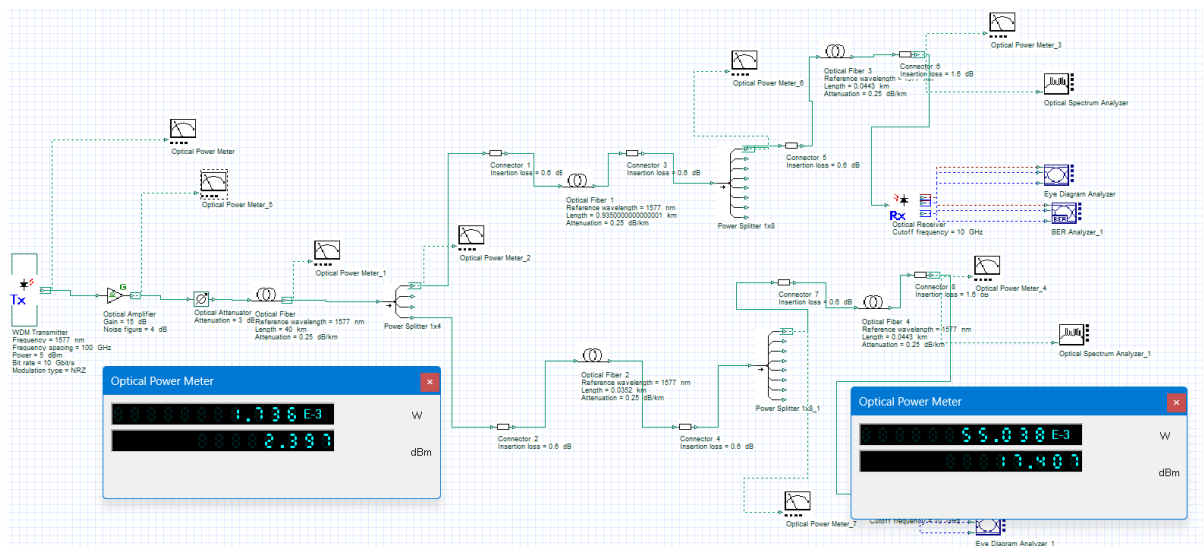 Optical Power Meter_3
Optical Power Meter_6
Optical Fiber 3
Reference wavelength = 1577 nm
Length = 0.0443 km
Attenuation = 0.25 dB/km
Connector 6
Insertion loss = 1.6 dB
Optical Spectrum Analyzer
Optical Power Meter
Optical Power Meter_5
Connector 1
Insertion loss = 0.6 dB
Connector 3
Insertion loss = 0.6 dB
Connector 5
Insertion loss = 0.6 dB
Optical Fiber 1
Reference wavelength = 1577 nm
Length = 0.9350000000000001 km
Attenuation = 0.25 dB/km
Power Splitter 1x8
Eye Diagram Analyzer
Rx
Optical Receiver
Cutoff frequency = 10 GHz
BER
BER Analyzer_1
Optical Power Meter_1
Optical Power Meter_2
Tx
WDM Transmitter
Frequency = 1577 nm
Frequency spacing = 100 GHz
Power = 5 dBm
Bit rate = 10 Gbit/s
Modulation type = NRZ
G
Optical Amplifier
Gain = 15 dB
Noise figure = 4 dB
Optical Attenuator
Attenuation = 3 dB
Optical Fiber
Reference wavelength = 1577 nm
Length = 40 km
Attenuation = 0.25 dB/km
Power Splitter 1x4
Connector 7
Insertion loss = 0.6 dB
Connector 8
Insertion loss = 1.6 dB
Optical Power Meter_4
Optical Fiber 4
Reference wavelength = 1577 nm
Length = 0.0443 km
Attenuation = 0.25 dB/km
Optical Spectrum Analyzer_1
Optical Fiber 2
Reference wavelength = 1577 nm
Length = 0.0352 km
Attenuation = 0.25 dB/km
Power Splitter 1x8_1
Connector 2
Insertion loss = 0.6 dB
Connector 4
Insertion loss = 0.6 dB
Optical Power Meter
1.736 E-3 W
2.397 dBm
Optical Power Meter
55.038 E-3 W
17.407 dBm
Optical Power Meter_7
Cutoff frequency = 10 GHz
Eye Diagram Analyzer_1